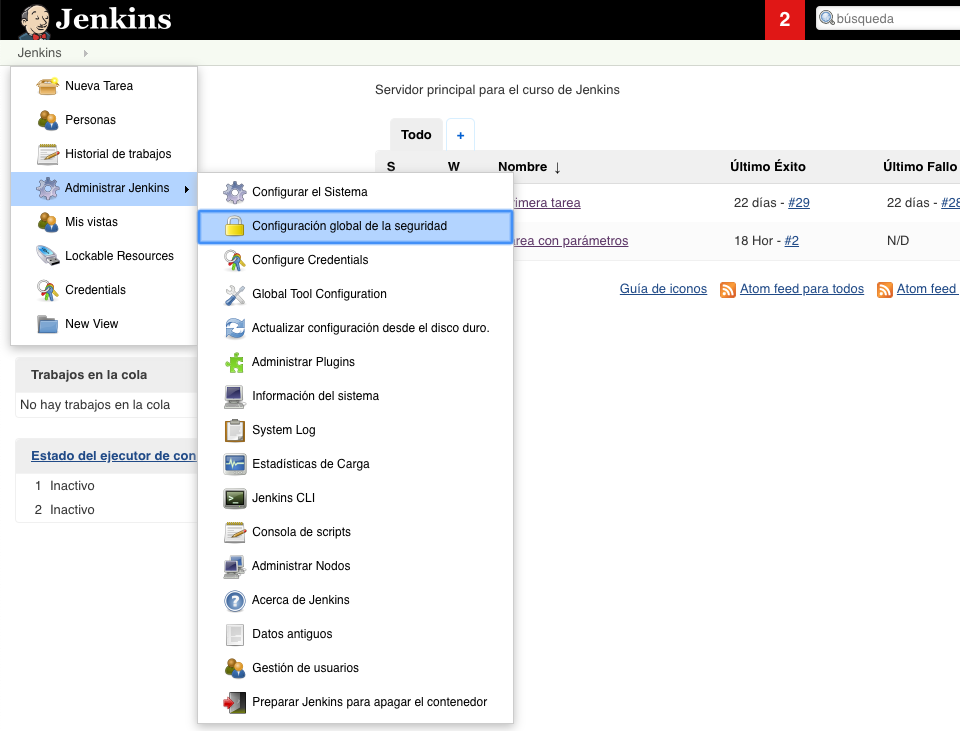 Jenkins
2
búsqueda
Jenkins
Nueva Tarea
Personas
Historial de trabajos
Administrar Jenkins
Mis vistas
Lockable Resources
Credentials
New View
Trabajos en la cola
No hay trabajos en la cola
Estado del ejecutor de con
1 Inactivo
2 Inactivo
Configurar el Sistema
Configuración global de la seguridad
Configure Credentials
Global Tool Configuration
Actualizar configuración desde el disco duro.
Administrar Plugins
Información del sistema
System Log
Estadísticas de Carga
Jenkins CLI
Consola de scripts
Administrar Nodos
Acerca de Jenkins
Datos antiguos
Gestión de usuarios
Preparar Jenkins para apagar el contenedor
Servidor principal para el curso de Jenkins
Todo +
S W Nombre ↓ Último Éxito Último Fallo
rimera tarea 22 días - #29 22 días - #28
area con parámetros 18 Hor - #2 N/D
Guía de iconos Atom feed para todos Atom feed